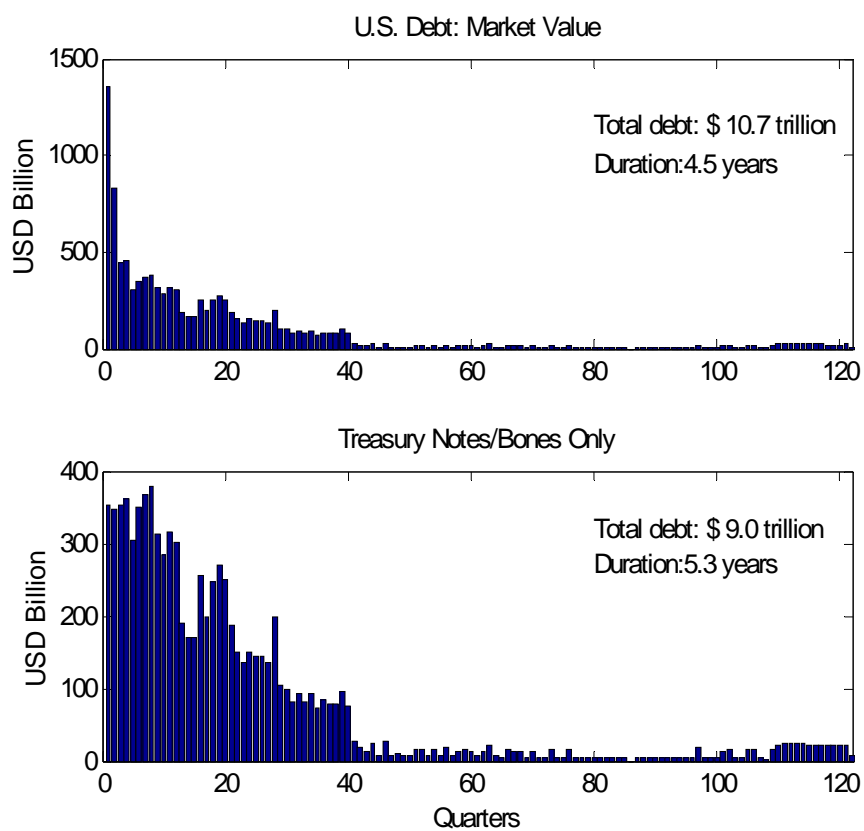 U.S. Debt: Market Value
1500
1000
500
0
USD Billion
Total debt: $ 10.7 trillion
Duration:4.5 years
0 20 40 60 80 100 120
Treasury Notes/Bones Only
400
300
200
100
0
USD Billion
Total debt: $ 9.0 trillion
Duration:5.3 years
0 20 40 60 80 100 120
Quarters